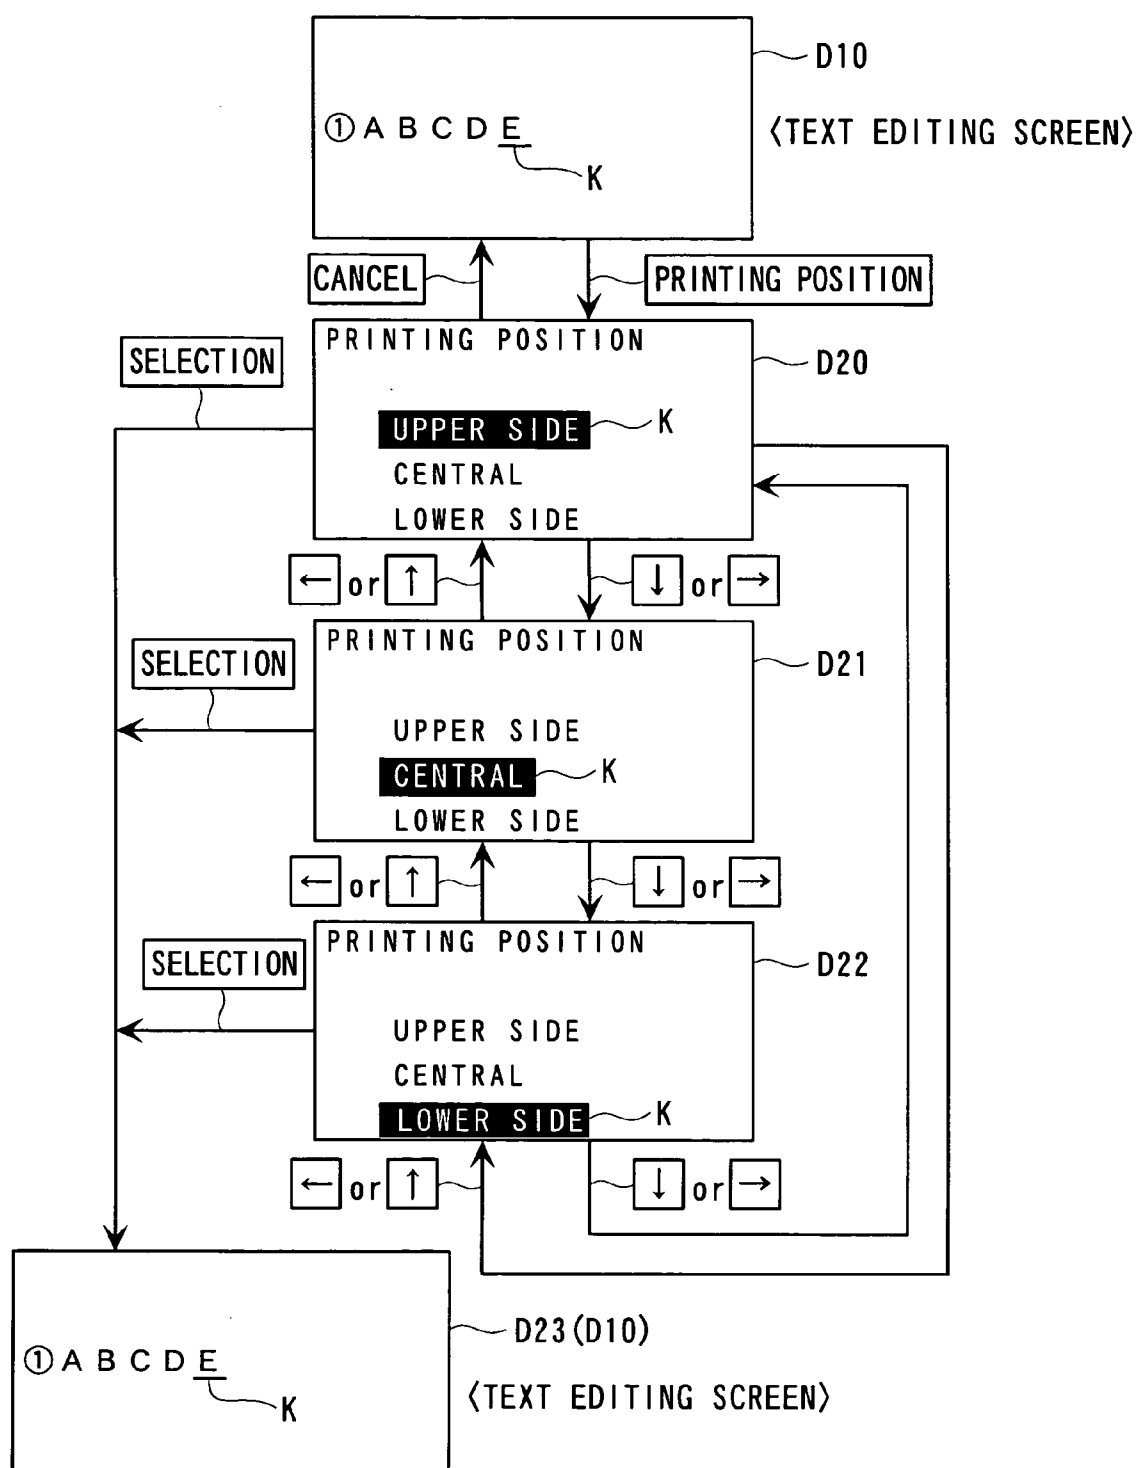 D10
①ABCDE
〈TEXT EDITING SCREEN〉
K
CANCEL
PRINTING POSITION
PRINTING POSITION
SELECTION
D20
UPPER SIDE
K
CENTRAL
LOWER SIDE
← or ↑
↓ or →
PRINTING POSITION
SELECTION
D21
UPPER SIDE
CENTRAL
K
LOWER SIDE
← or ↑
↓ or →
PRINTING POSITION
SELECTION
D22
UPPER SIDE
CENTRAL
LOWER SIDE
K
← or ↑
↓ or →
D23(D10)
①ABCDE
K
〈TEXT EDITING SCREEN〉